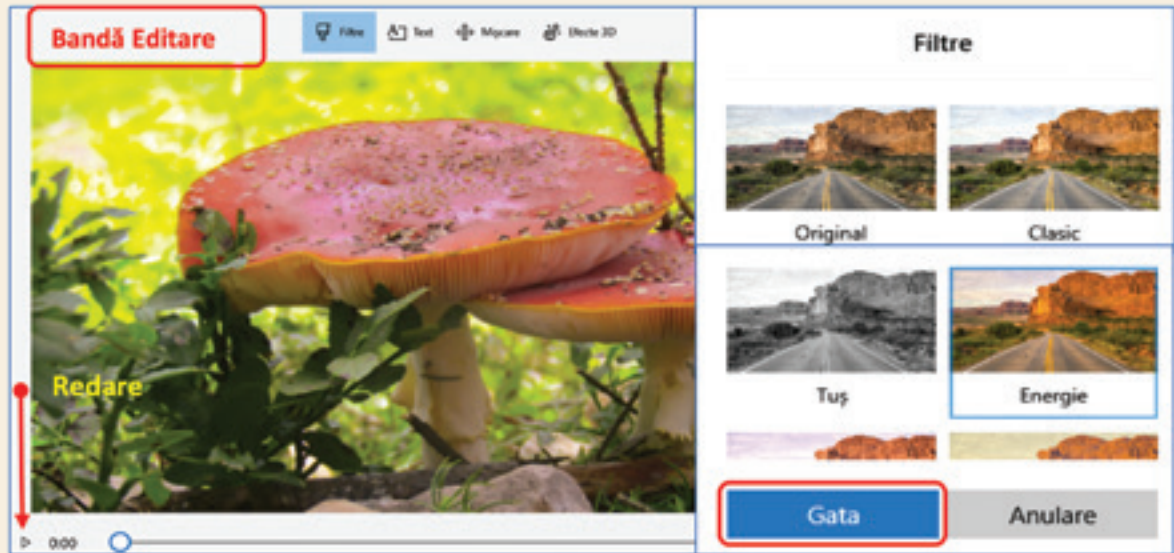 Bandă Editare
Filtre Text Mișcare Efecte 3D
Redare
0:00
Filtre
Original Clasic
Tuș Energie
Gata Anulare